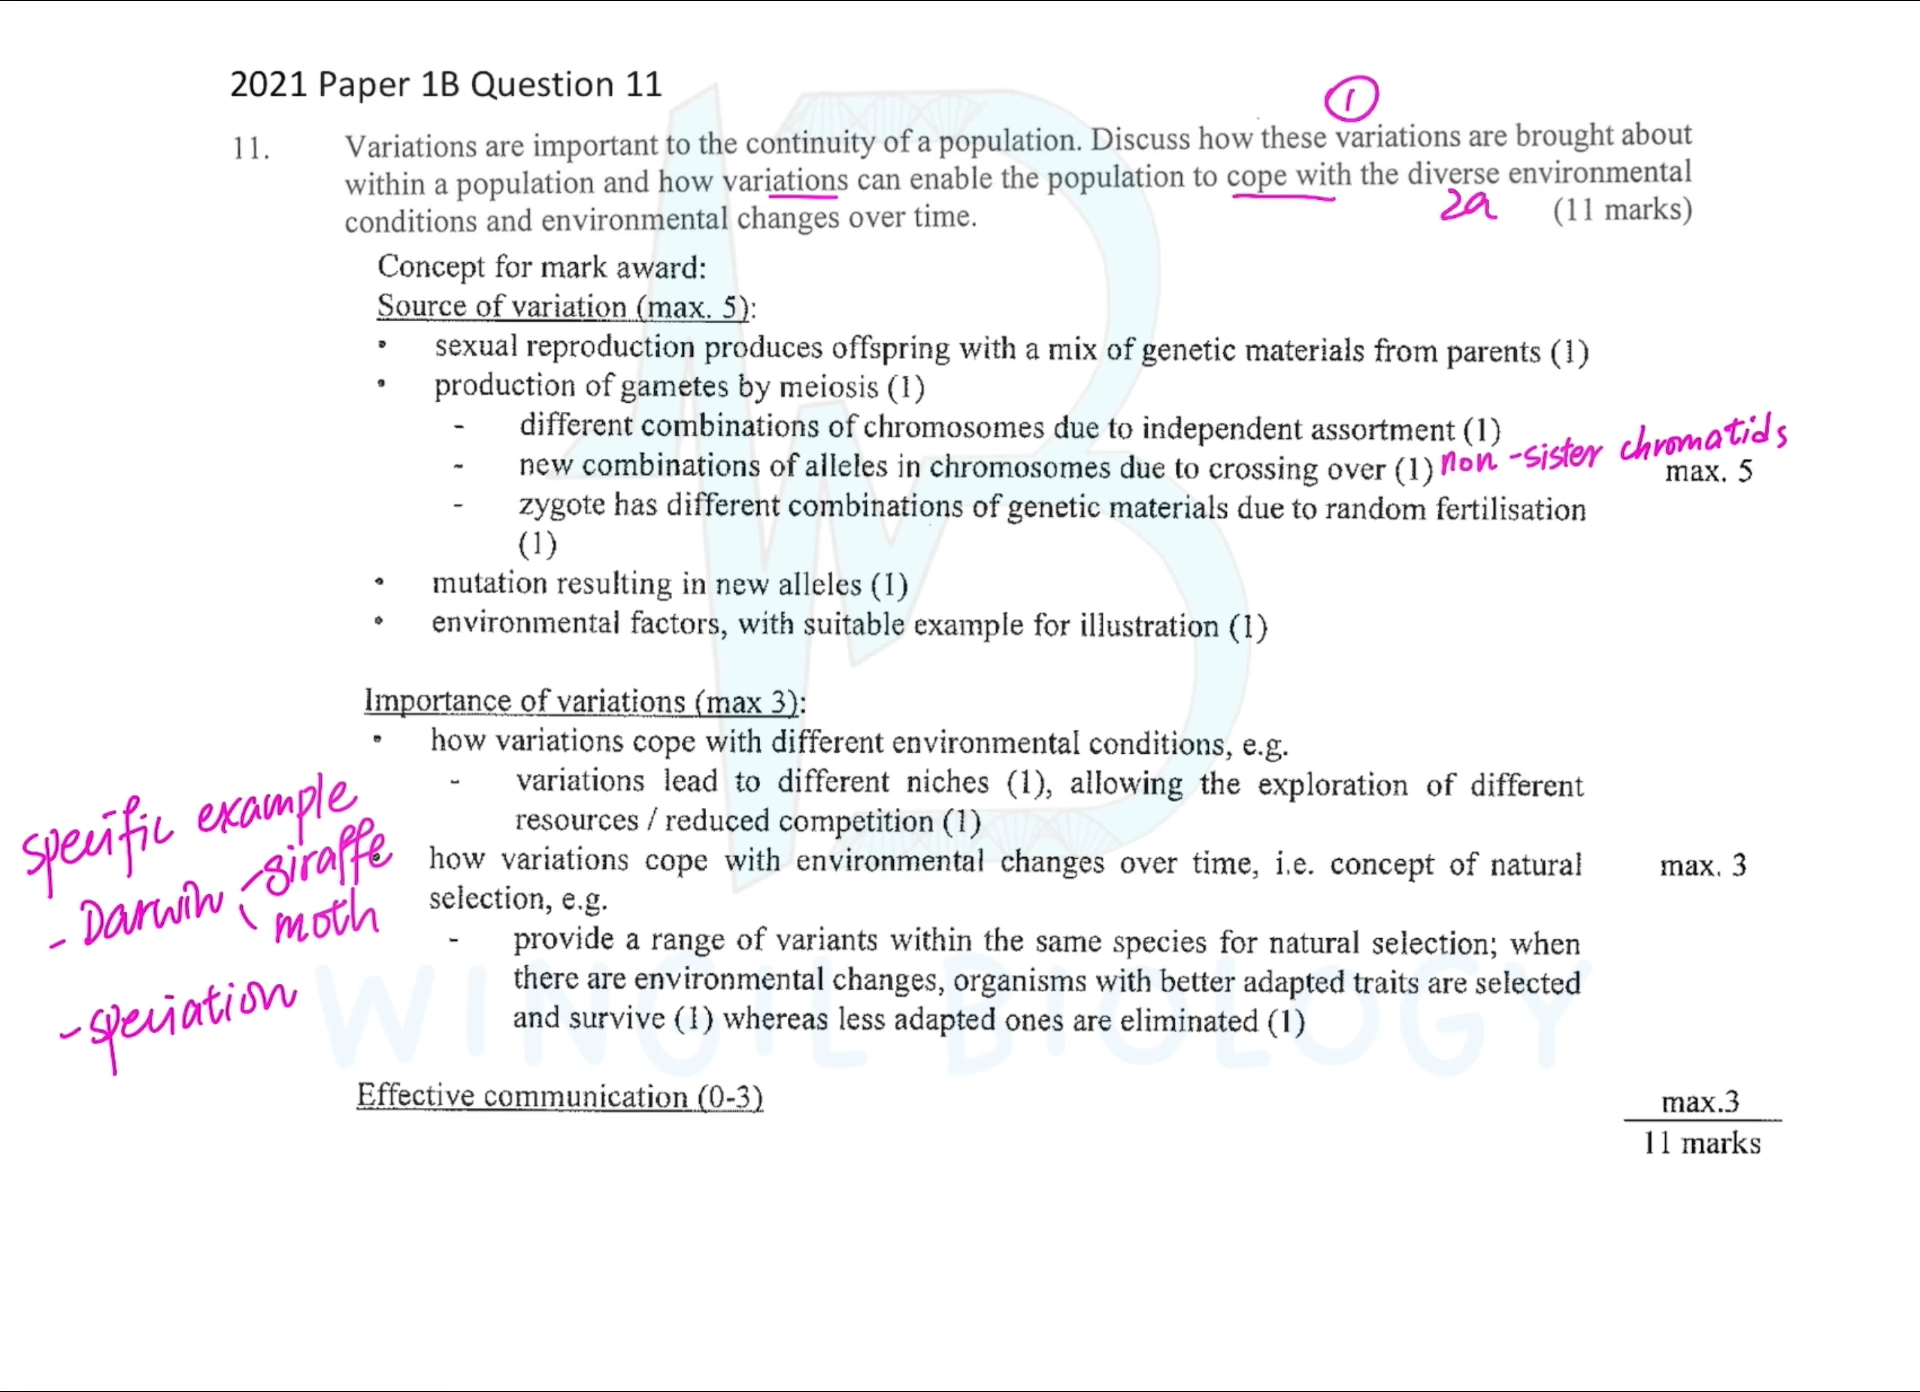 2021 Paper 1B Question 11
①
11. Variations are important to the continuity of a population. Discuss how these variations are brought about
within a population and how variations can enable the population to cope with the diverse environmental
conditions and environmental changes over time. (11 marks)
2a
Concept for mark award:
Source of variation (max. 5):
• sexual reproduction produces offspring with a mix of genetic materials from parents (1)
• production of gametes by meiosis (1)
- different combinations of chromosomes due to independent assortment (1)
- new combinations of alleles in chromosomes due to crossing over (1) non-sister chromatids
max. 5
- zygote has different combinations of genetic materials due to random fertilisation
(1)
• mutation resulting in new alleles (1)
• environmental factors, with suitable example for illustration (1)
Importance of variations (max 3):
• how variations cope with different environmental conditions, e.g.
- variations lead to different niches (1), allowing the exploration of different
resources / reduced competition (1)
• how variations cope with environmental changes over time, i.e. concept of natural max. 3
selection, e.g.
- provide a range of variants within the same species for natural selection; when
there are environmental changes, organisms with better adapted traits are selected
and survive (1) whereas less adapted ones are eliminated (1)
specific example
- Darwin - giraffe
moth
- speciation
WINGIL BIOLOGY
Effective communication (0-3) max.3
11 marks